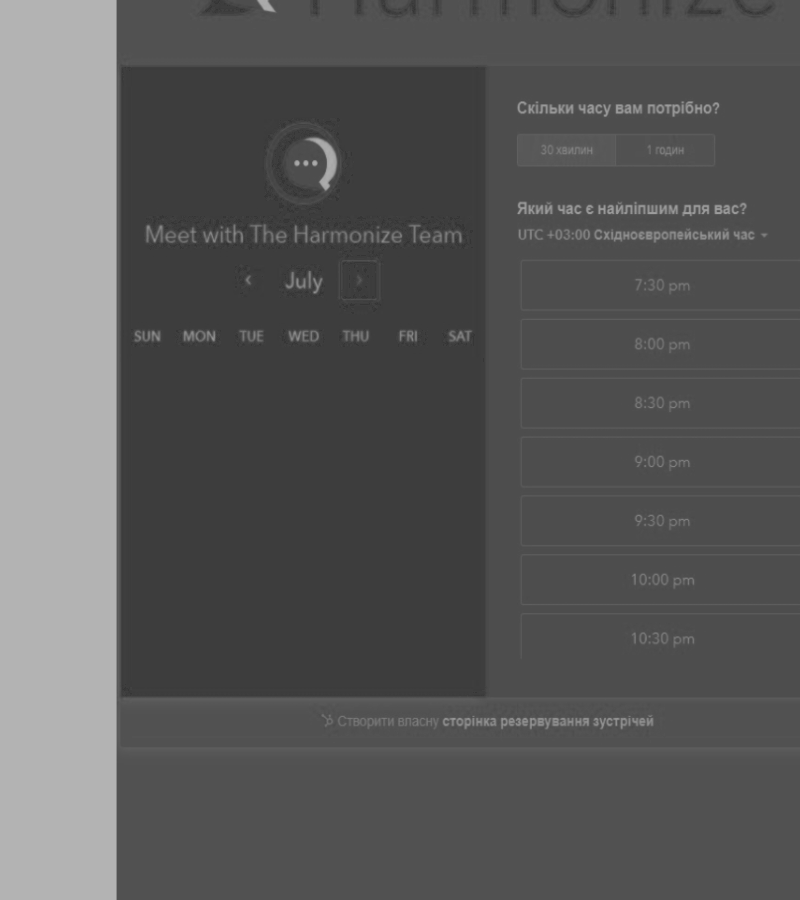 Harmonize
Meet with The Harmonize Team
July
SUN MON TUE WED THU FRI SAT
Скільки часу вам потрібно?
30 хвилин 1 годин
Який час є найліпшим для вас?
UTC +03:00 Східноєвропейський час
7:30 pm
8:00 pm
8:30 pm
9:00 pm
9:30 pm
10:00 pm
10:30 pm
Створити власну сторінка резервування зустрічей